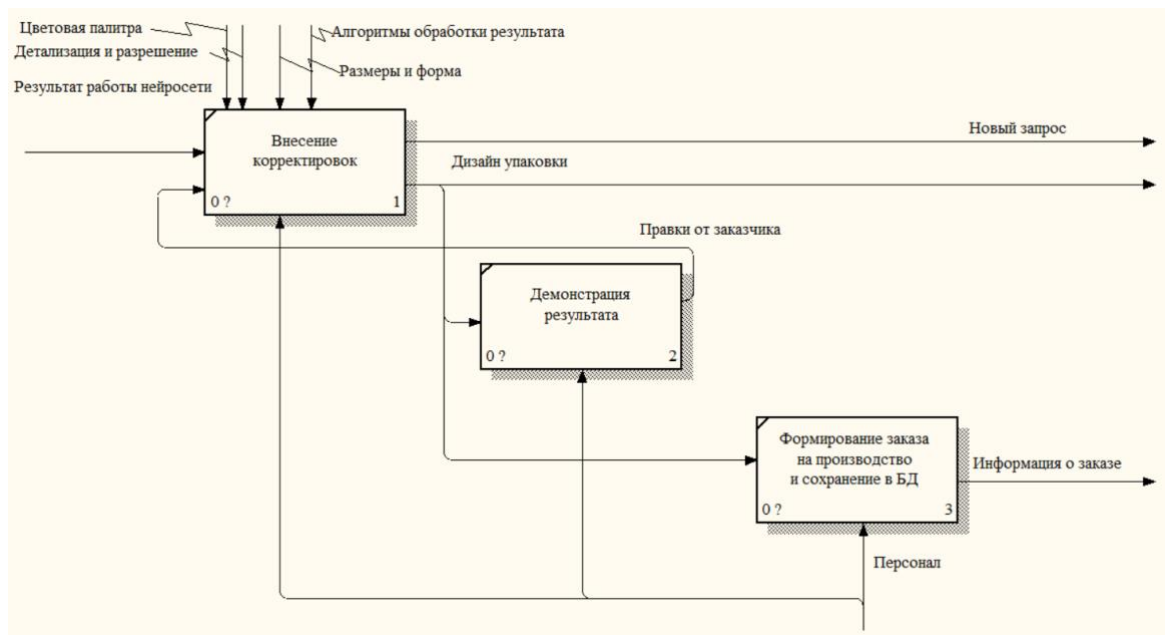 Цветовая палитра
Алгоритмы обработки результата
Детализация и разрешение
Размеры и форма
Результат работы нейросети
Внесение
корректировок
0 ?
1
Новый запрос
Дизайн упаковки
Правки от заказчика
Демонстрация
результата
0 ?
2
Формирование заказа
на производство
и сохранение в БД
0 ?
3
Информация о заказе
Персонал